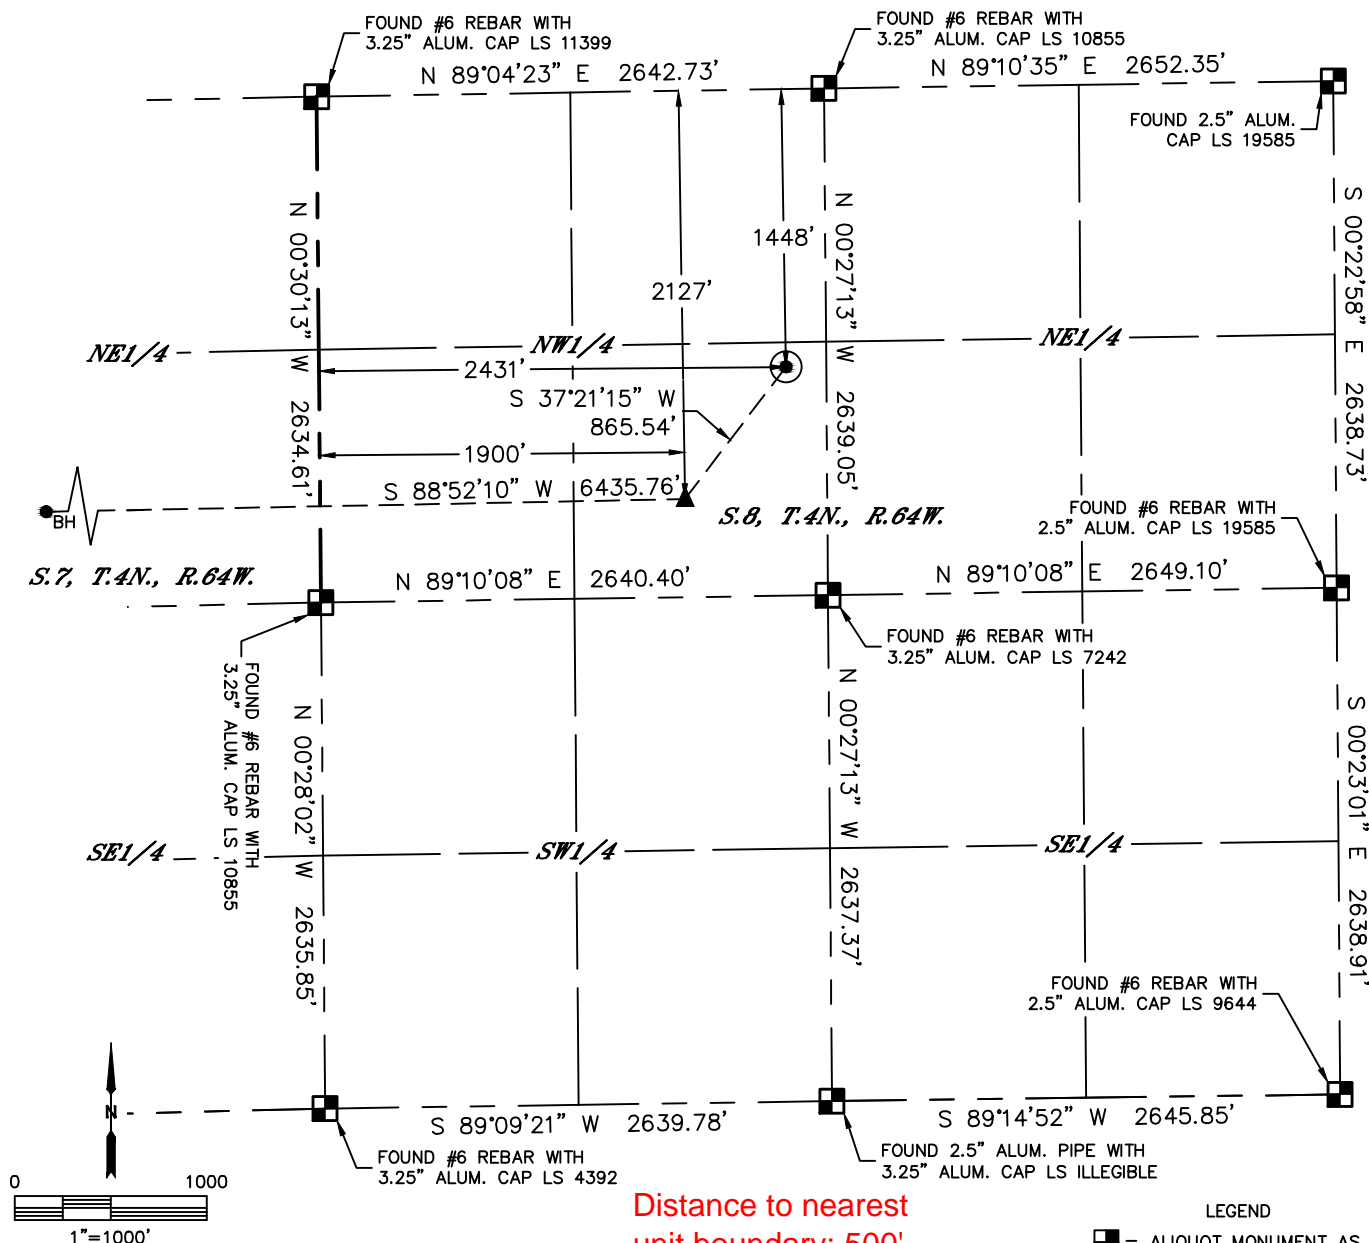 FOUND #6 REBAR WITH
3.25" ALUM. CAP LS 11399
FOUND #6 REBAR WITH
3.25" ALUM. CAP LS 10855
N 89°04'23" E 2642.73'
N 89°10'35" E 2652.35'
FOUND 2.5" ALUM.
CAP LS 19585
N 00°30'13" W 2634.61'
N 00°27'13" W 2639.05'
S 00°22'58" E 2638.73'
1448'
2127'
NE1/4
NW1/4
NE1/4
2431'
S 37°21'15" W
865.54'
1900'
S 88°52'10" W 6435.76'
BH
S.8, T.4N., R.64W.
FOUND #6 REBAR WITH
2.5" ALUM. CAP LS 19585
S.7, T.4N., R.64W.
N 89°10'08" E 2640.40'
N 89°10'08" E 2649.10'
FOUND #6 REBAR WITH
3.25" ALUM. CAP LS 7242
FOUND #6 REBAR WITH
3.25" ALUM. CAP LS 10855
N 00°28'02" W 2635.85'
N 00°27'13" W 2637.37'
S 00°23'01" E 2638.91'
SE1/4
SW1/4
SE1/4
FOUND #6 REBAR WITH
2.5" ALUM. CAP LS 9644
N
S 89°09'21" W 2639.78'
S 89°14'52" W 2645.85'
FOUND #6 REBAR WITH
3.25" ALUM. CAP LS 4392
FOUND 2.5" ALUM. PIPE WITH
3.25" ALUM. CAP LS ILLEGIBLE
0 1000
1"=1000'
Distance to nearest
unit boundary: 500'
LEGEND
= ALIQUOT MONUMENT AS